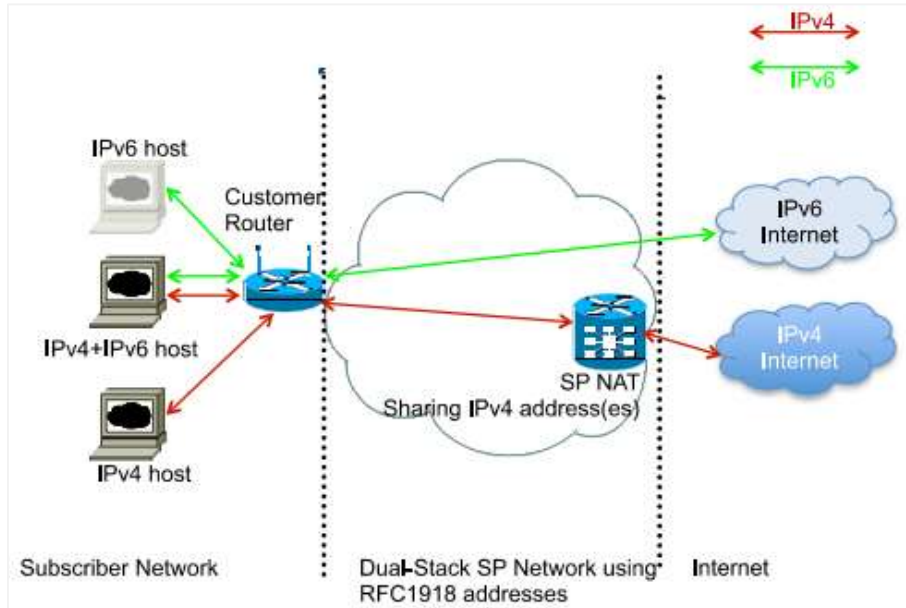 IPv4
IPv6
IPv6 host
Customer
Router
IPv6
Internet
IPv4+IPv6 host
IPv4
Internet
SP NAT
Sharing IPv4 address(es)
IPv4 host
Subscriber Network
Dual-Stack SP Network using
RFC1918 addresses
Internet